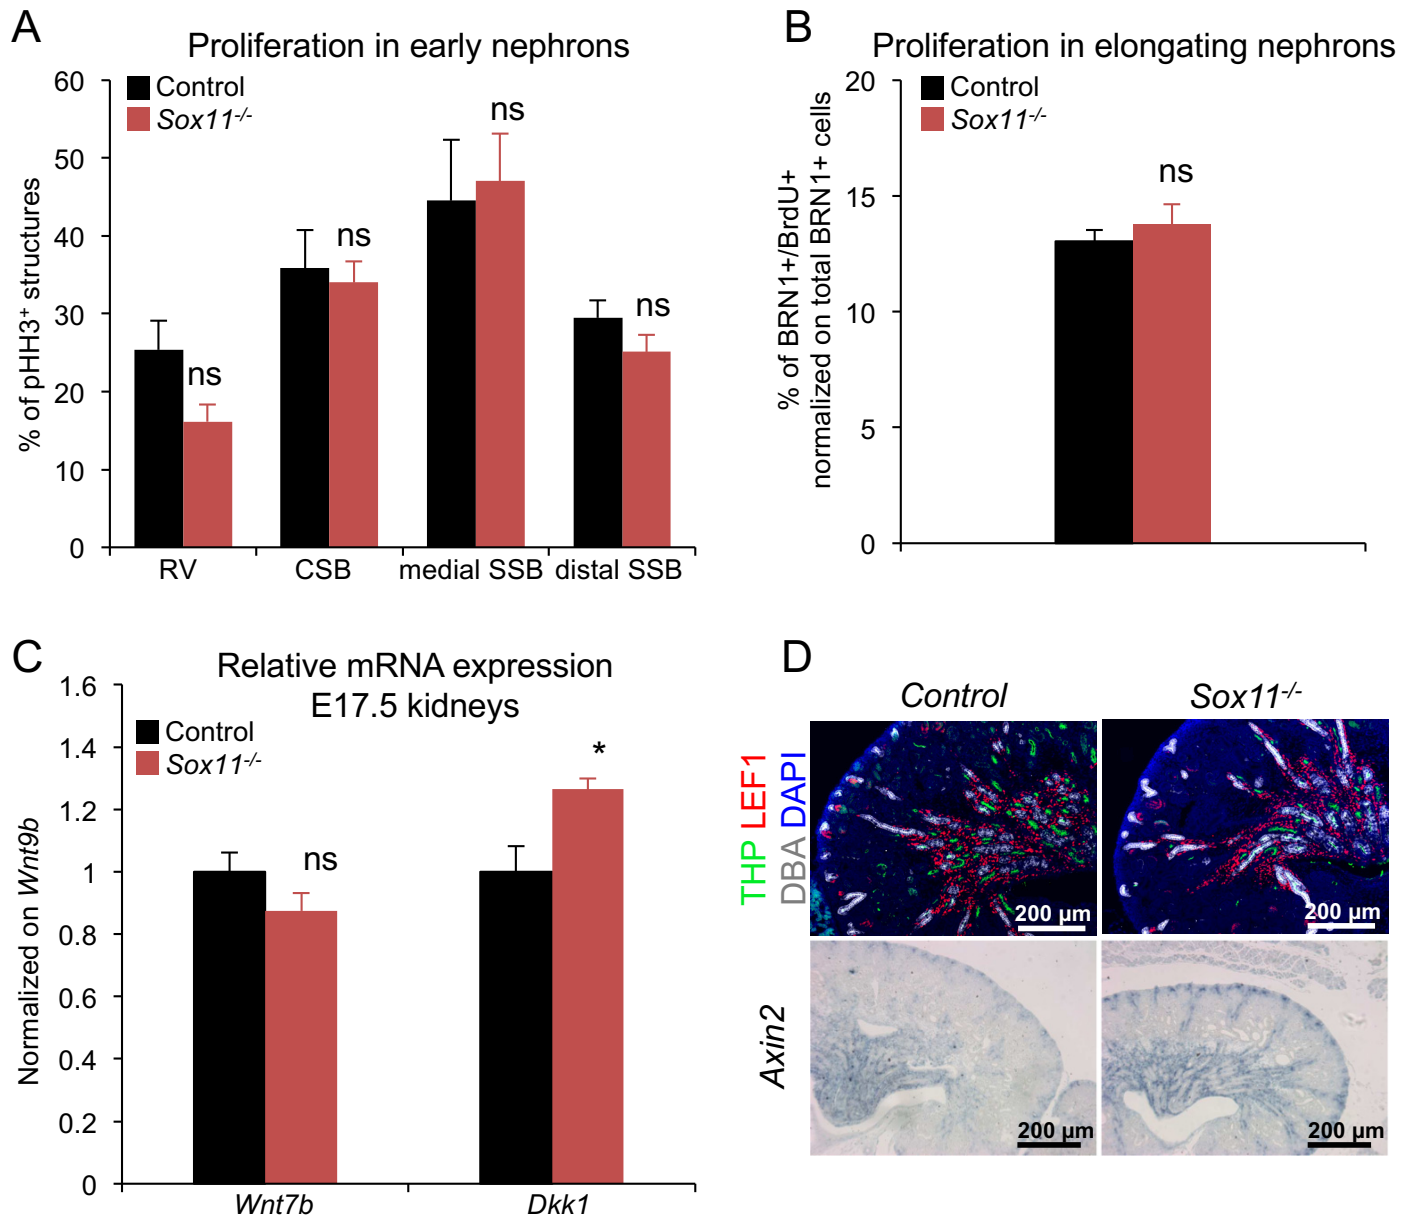 A
Proliferation in early nephrons
Control
Sox11-/-
% of pHH3+ structures
60
50
40
30
20
10
0
ns
ns
ns
ns
RV
CSB
medial SSB
distal SSB
B
Proliferation in elongating nephrons
Control
Sox11-/-
% of BRN1+/BrdU+
normalized on total BRN1+ cells
20
15
10
5
0
ns
C
Relative mRNA expression
E17.5 kidneys
Control
Sox11-/-
Normalized on Wnt9b
1.6
1.4
1.2
1
0.8
0.6
0.4
0.2
0
ns
*
Wnt7b
Dkk1
D
Control
Sox11-/-
THP LEF1
DBA DAPI
200 µm
200 µm
Axin2
200 µm
200 µm